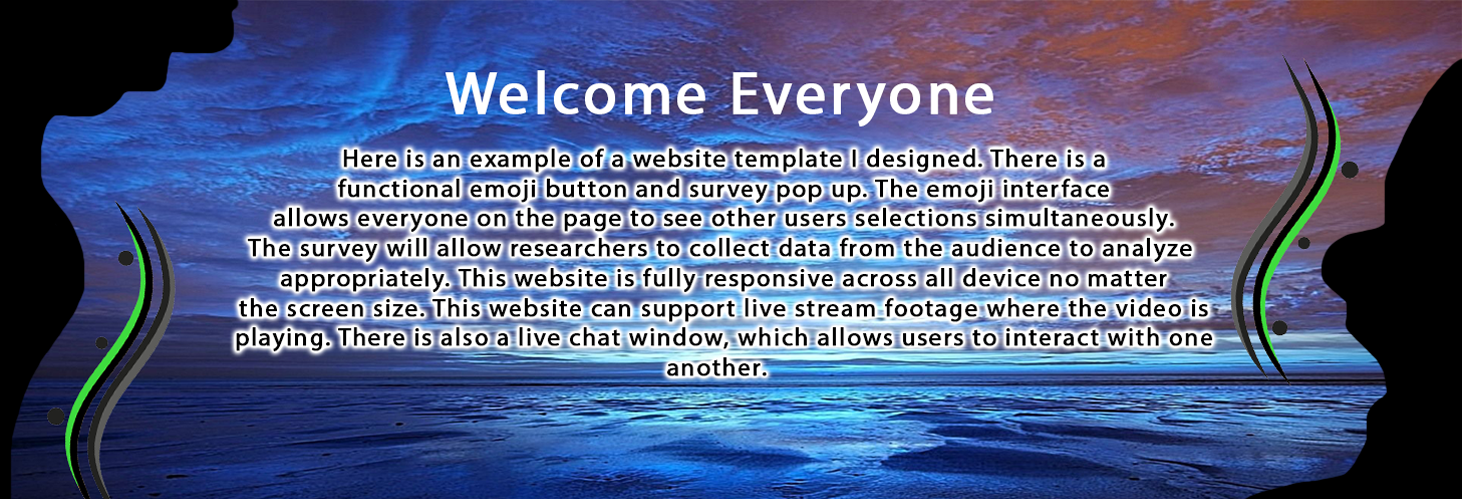 Welcome Everyone
Here is an example of a website template I designed. There is a
functional emoji button and survey pop up. The emoji interface
allows everyone on the page to see other users selections simultaneously.
The survey will allow researchers to collect data from the audience to analyze
appropriately. This website is fully responsive across all device no matter
the screen size. This website can support live stream footage where the video is
playing. There is also a live chat window, which allows users to interact with one
another.